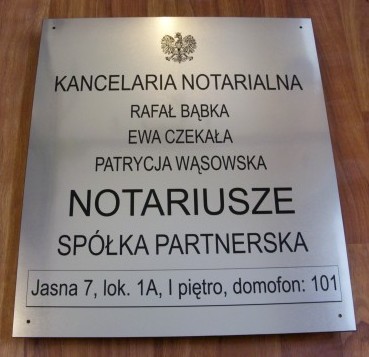 KANCELARIA NOTARIALNA
RAFAŁ BĄBKA
EWA CZEKAŁA
PATRYCJA WĄSOWSKA
NOTARIUSZE
SPÓŁKA PARTNERSKA
Jasna 7, lok. 1A, I piętro, domofon: 101